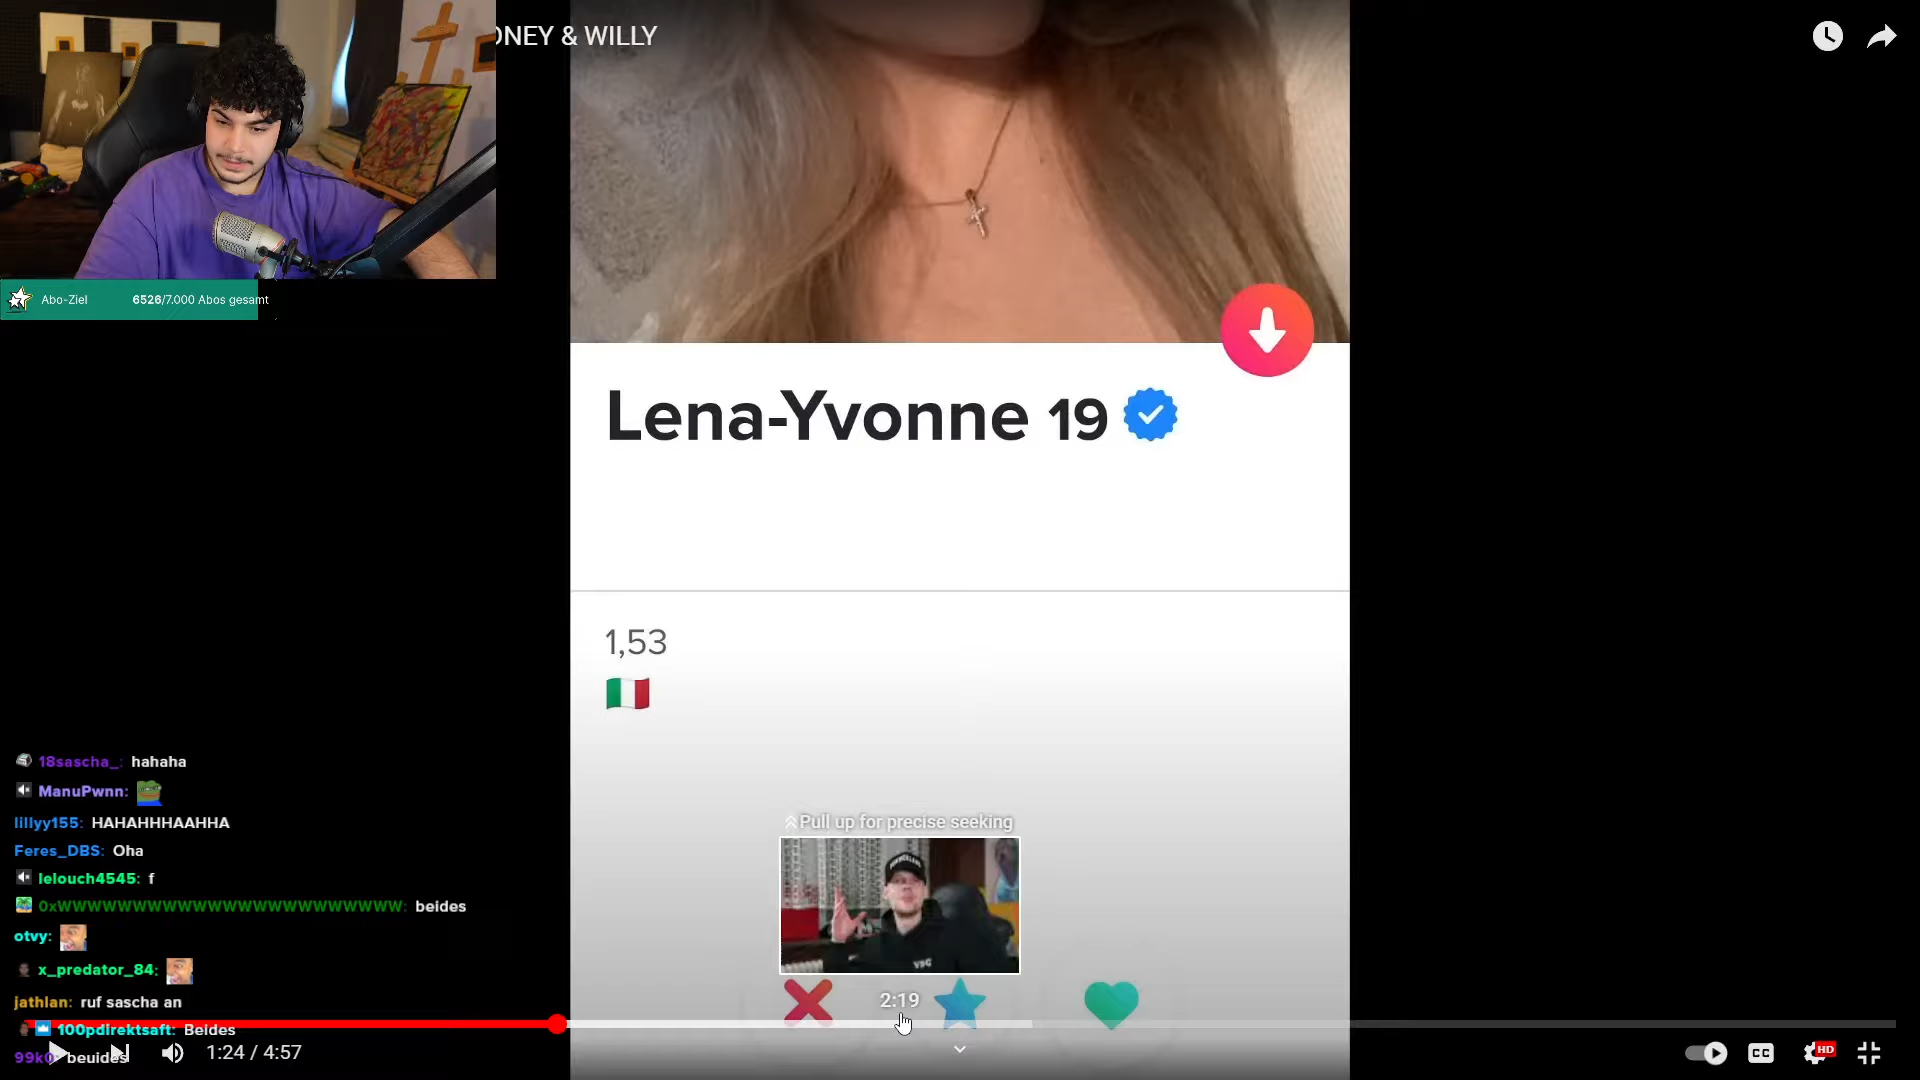 ONEY & WILLY
Abo-Ziel 6526/7.000 Abos gesamt
Lena-Yvonne 19
1,53
18sascha_: hahaha
ManuPwnn:
lillyy155: HAHAHHHAAHHA
Feres_DBS: Oha
lelouch4545: f
0xWWWWWWWWWWWWWWWWWWWWWWW: beides
otvy:
x_predator_84:
jathlan: ruf sascha an
100pdirektsaft: Beides
beuides
Pull up for precise seeking
2:19
1:24 / 4:57
CC
HD